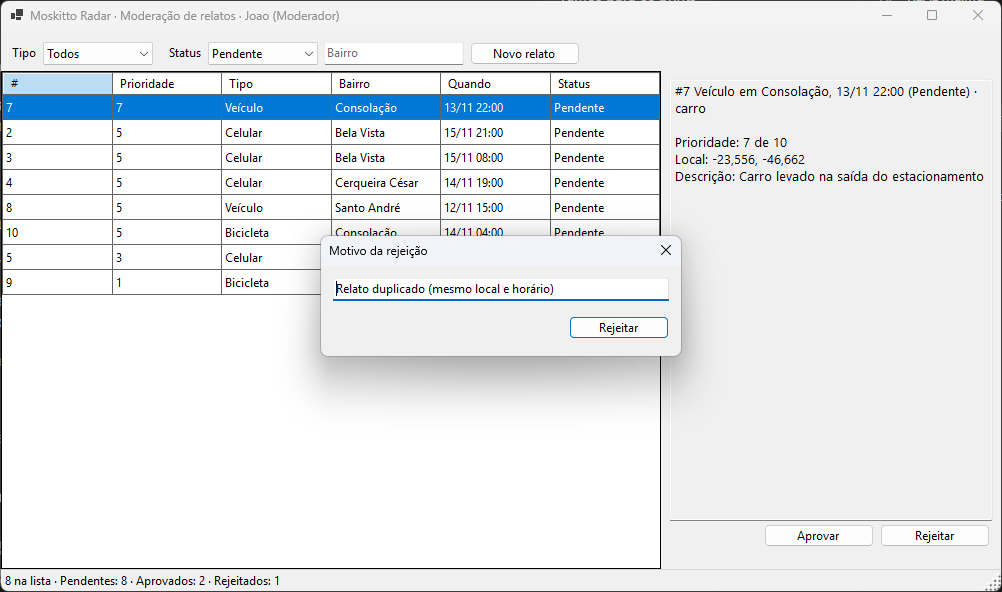 Moskitto Radar · Moderação de relatos · Joao (Moderador)
Tipo Todos Status Pendente Bairro Novo relato
# Prioridade Tipo Bairro Quando Status
7 7 Veículo Consolação 13/11 22:00 Pendente
2 5 Celular Bela Vista 15/11 21:00 Pendente
3 5 Celular Bela Vista 15/11 08:00 Pendente
4 5 Celular Cerqueira César 14/11 19:00 Pendente
8 5 Veículo Santo André 12/11 15:00 Pendente
10 5 Bicicleta Consolação 14/11 04:00 Pendente
5 3 Celular
9 1 Bicicleta
Motivo da rejeição
Relato duplicado (mesmo local e horário)
Rejeitar
#7 Veículo em Consolação, 13/11 22:00 (Pendente) ·
carro
Prioridade: 7 de 10
Local: -23,556, -46,662
Descrição: Carro levado na saída do estacionamento
Aprovar Rejeitar
8 na lista · Pendentes: 8 · Aprovados: 2 · Rejeitados: 1